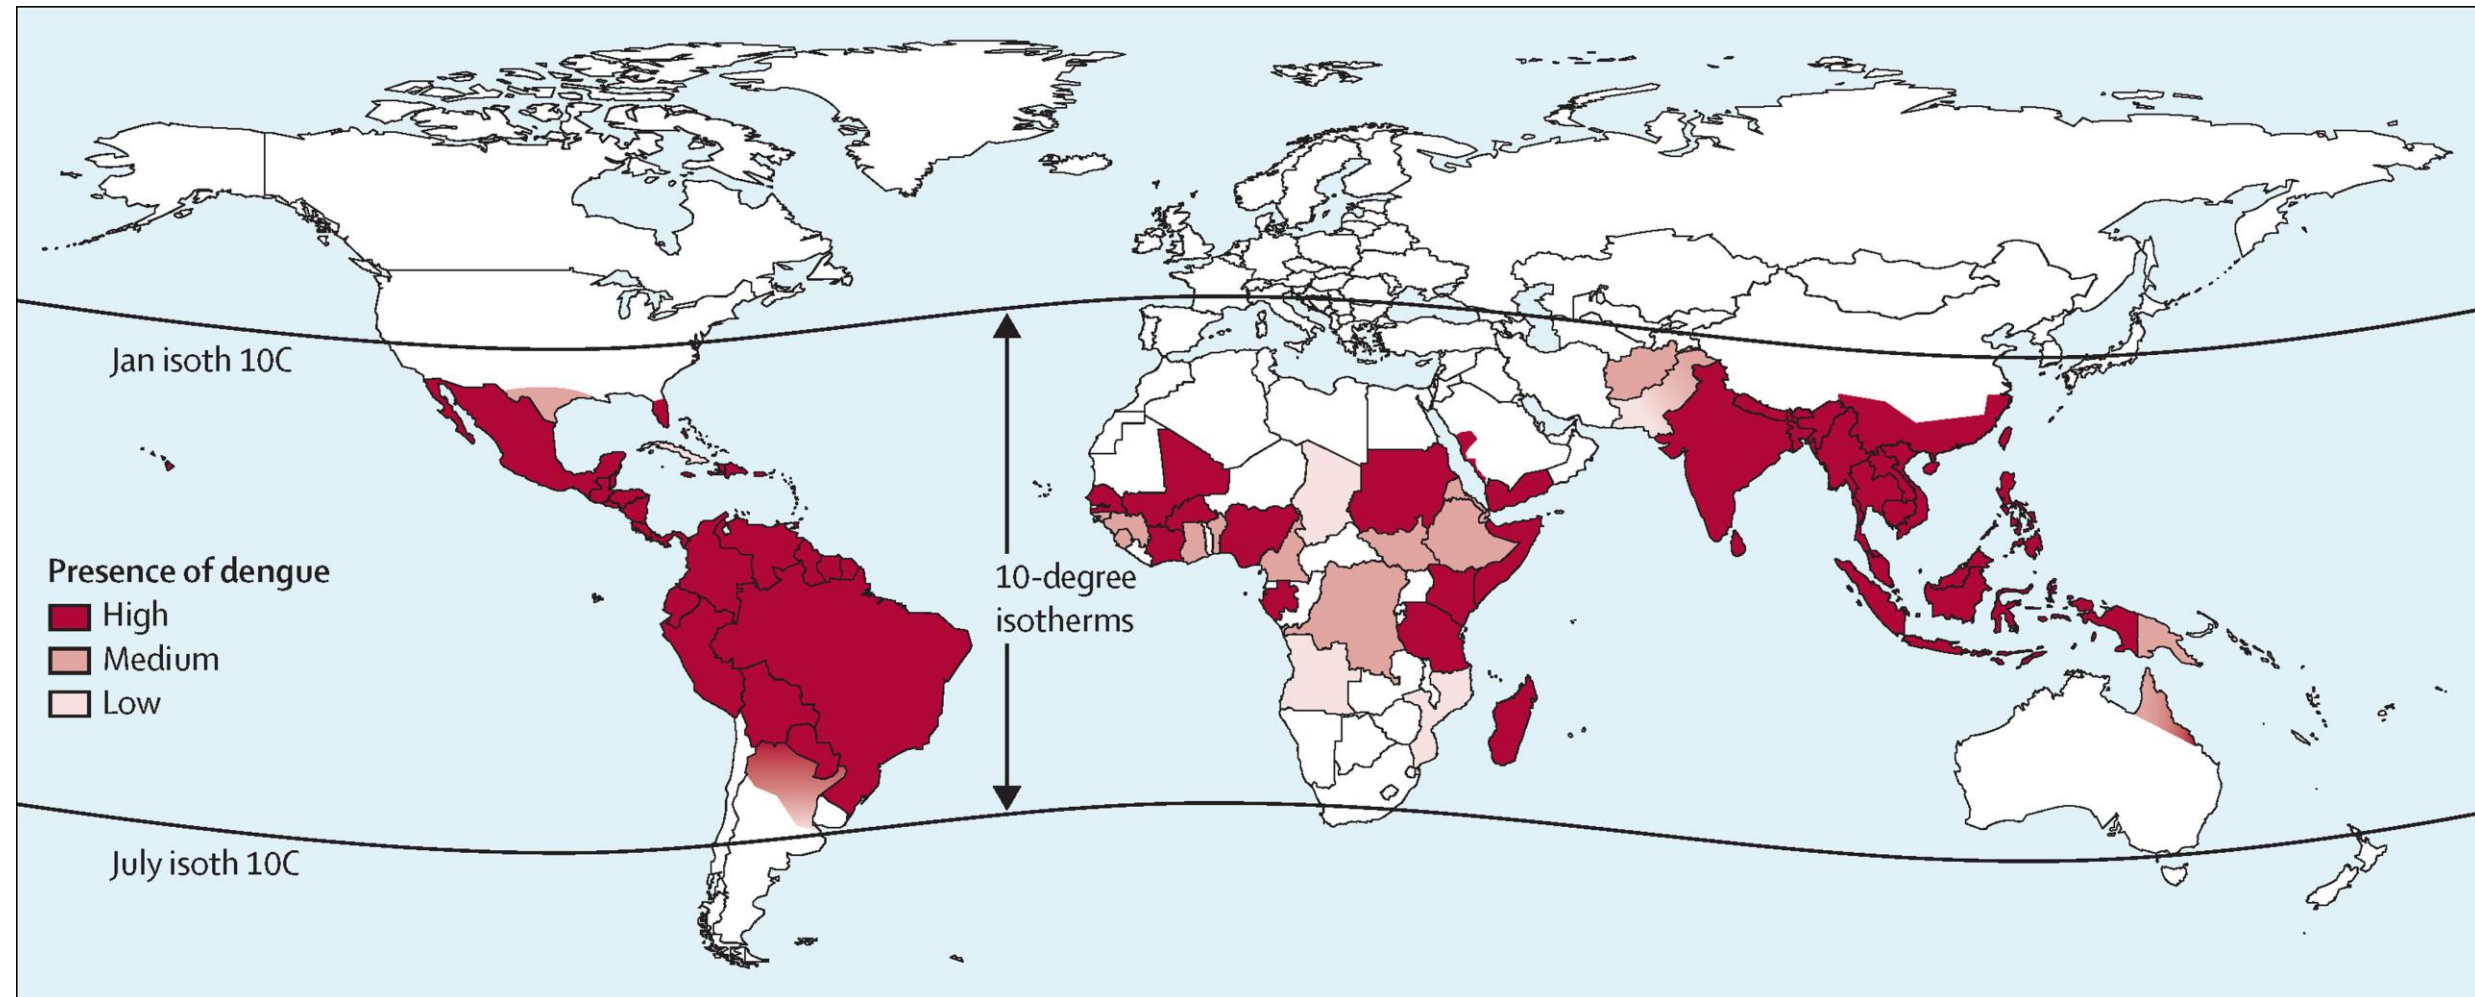 Jan isoth 10C
Presence of dengue
High
Medium
Low
10-degree
isotherms
July isoth 10C